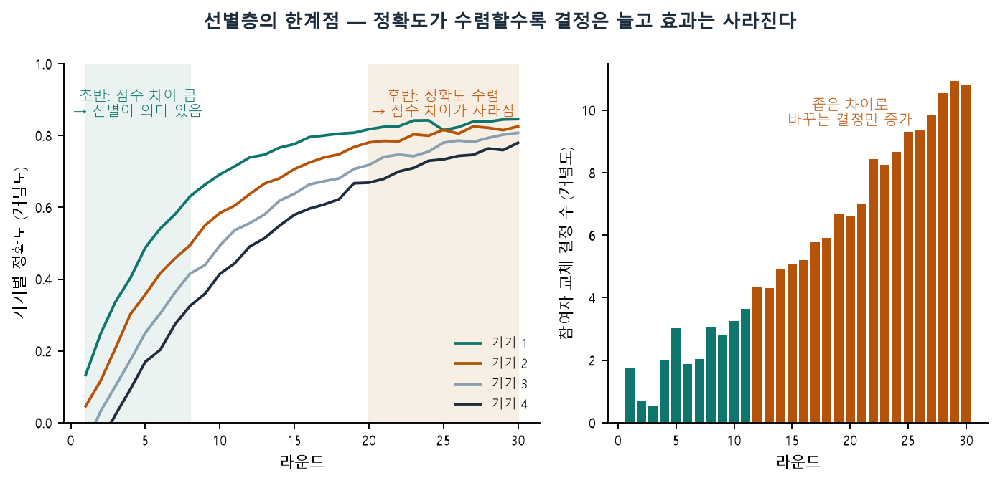 선별층의 한계점 — 정확도가 수렴할수록 결정은 늘고 효과는 사라진다
기기별 정확도 (개념도)
1.0
0.8
0.6
0.4
0.2
0.0
초반: 점수 차이 큼
→ 선별이 의미 있음
후반: 정확도 수렴
→ 점수 차이가 사라짐
기기 1
기기 2
기기 3
기기 4
0 5 10 15 20 25 30
라운드
참여자 교체 결정 수 (개념도)
10
8
6
4
2
0
좁은 차이로
바꾸는 결정만 증가
0 5 10 15 20 25 30
라운드